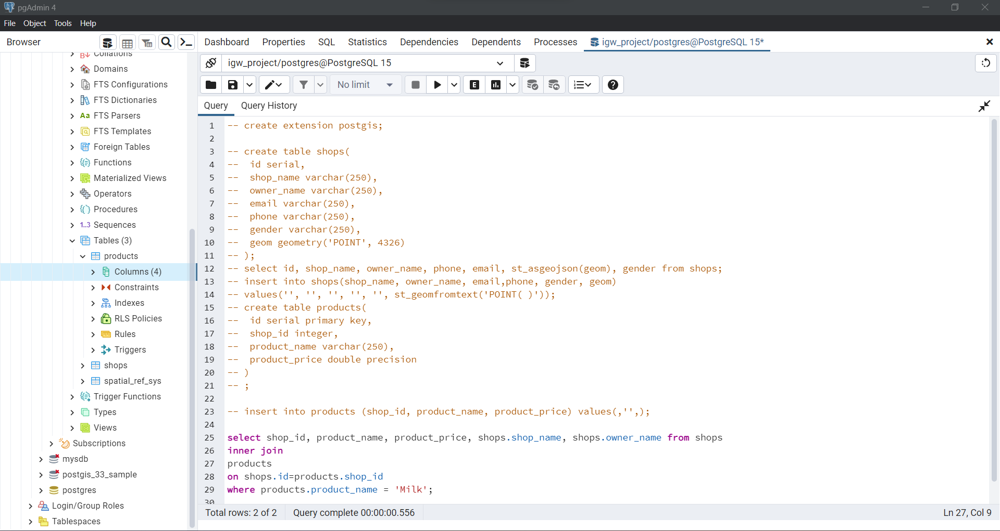 pgAdmin 4
File Object Tools Help
Browser
Dashboard Properties SQL Statistics Dependencies Dependents Processes igw_project/postgres@PostgreSQL 15*
igw_project/postgres@PostgreSQL 15
No limit
Query Query History
Collations
Domains
FTS Configurations
FTS Dictionaries
Aa FTS Parsers
FTS Templates
Foreign Tables
Functions
Materialized Views
Operators
Procedures
1..3 Sequences
Tables (3)
products
Columns (4)
Constraints
Indexes
RLS Policies
Rules
Triggers
shops
spatial_ref_sys
Trigger Functions
Types
Views
Subscriptions
mysdb
postgis_33_sample
postgres
Login/Group Roles
Tablespaces
1 -- create extension postgis;
2
3 -- create table shops(
4 --  id serial,
5 --  shop_name varchar(250),
6 --  owner_name varchar(250),
7 --  email varchar(250),
8 --  phone varchar(250),
9 --  gender varchar(250),
10 --  geom geometry('POINT', 4326)
11 -- );
12 -- select id, shop_name, owner_name, phone, email, st_asgeojson(geom), gender from shops;
13 -- insert into shops(shop_name, owner_name, email,phone, gender, geom)
14 -- values('', '', '', '', '', st_geomfromtext('POINT( )'));
15 -- create table products(
16 --  id serial primary key,
17 --  shop_id integer,
18 --  product_name varchar(250),
19 --  product_price double precision
20 -- )
21 -- ;
22
23 -- insert into products (shop_id, product_name, product_price) values(,'',);
24
25 select shop_id, product_name, product_price, shops.shop_name, shops.owner_name from shops
26 inner join
27 products
28 on shops.id=products.shop_id
29 where products.product_name = 'Milk';
30
Total rows: 2 of 2 Query complete 00:00:00.556 Ln 27, Col 9